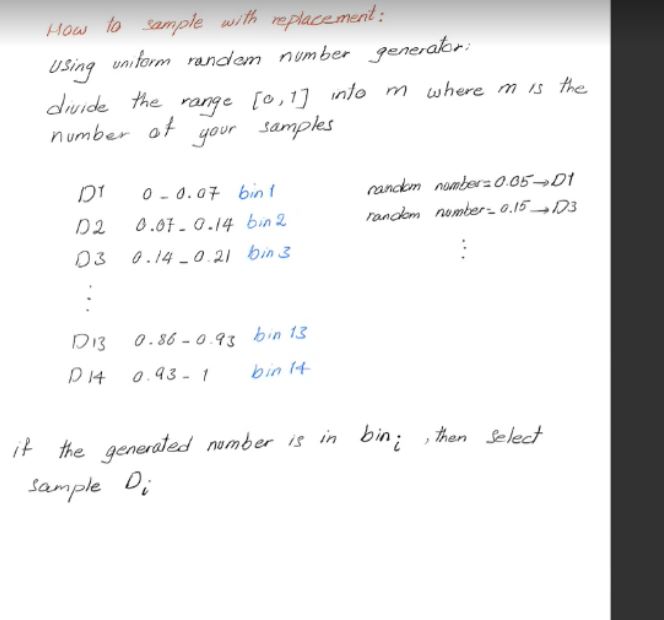 How to sample with replacement:
using uniform random number generator:
divide the range [0,1] into m where m is the
number of your samples
D1 0 - 0.07 bin 1
D2 0.07 - 0.14 bin 2
D3 0.14 - 0.21 bin 3
⋮
D13 0.86 - 0.93 bin 13
D14 0.93 - 1 bin 14
random number = 0.05 → D1
random number = 0.15 → D3
⋮
if the generated number is in bin i, then select
sample Di